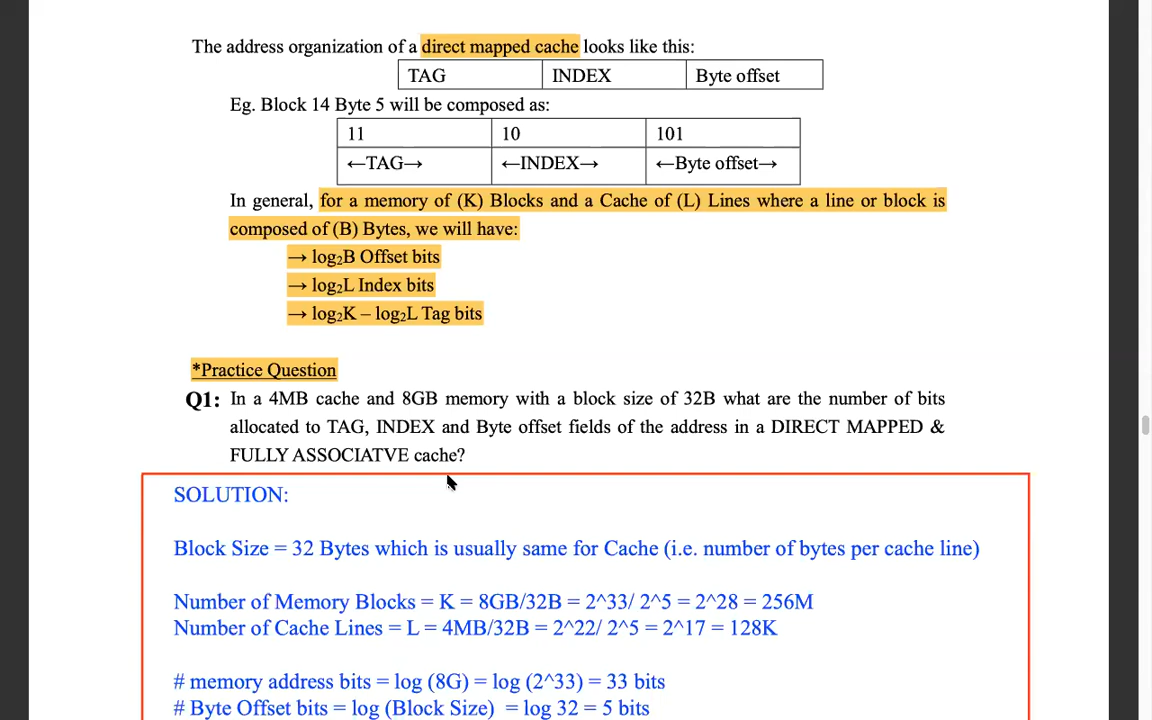 The address organization of a direct mapped cache looks like this:
TAG INDEX Byte offset
Eg. Block 14 Byte 5 will be composed as:
11 10 101
←TAG→ ←INDEX→ ←Byte offset→
In general, for a memory of (K) Blocks and a Cache of (L) Lines where a line or block is
composed of (B) Bytes, we will have:
→ log₂B Offset bits
→ log₂L Index bits
→ log₂K – log₂L Tag bits
*Practice Question
Q1: In a 4MB cache and 8GB memory with a block size of 32B what are the number of bits
allocated to TAG, INDEX and Byte offset fields of the address in a DIRECT MAPPED &
FULLY ASSOCIATVE cache?
SOLUTION:
Block Size = 32 Bytes which is usually same for Cache (i.e. number of bytes per cache line)
Number of Memory Blocks = K = 8GB/32B = 2^33/ 2^5 = 2^28 = 256M
Number of Cache Lines = L = 4MB/32B = 2^22/ 2^5 = 2^17 = 128K
# memory address bits = log (8G) = log (2^33) = 33 bits
# Byte Offset bits = log (Block Size)  = log 32 = 5 bits